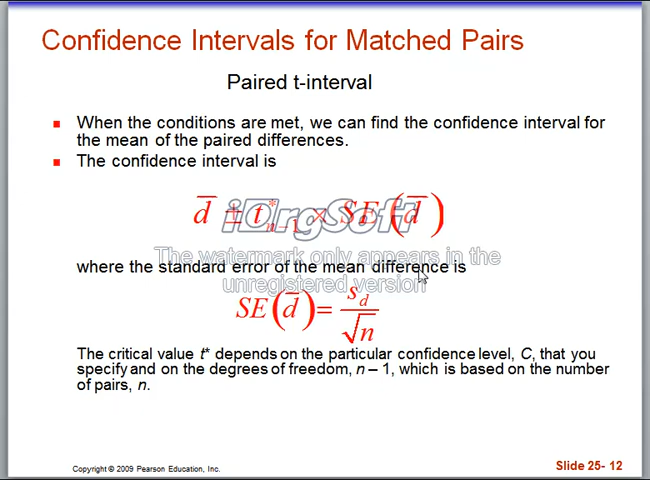 Confidence Intervals for Matched Pairs
Paired t-interval
When the conditions are met, we can find the confidence interval for
the mean of the paired differences.
The confidence interval is
d̅ ± t*ₙ₋₁ × SE(d̅)
iOrgSoft
The watermark only appears in the
where the standard error of the mean difference is
unregistered version
SE(d̅) = s_d / √n
The critical value t* depends on the particular confidence level, C, that you
specify and on the degrees of freedom, n – 1, which is based on the number
of pairs, n.
Copyright © 2009 Pearson Education, Inc.
Slide 25- 12